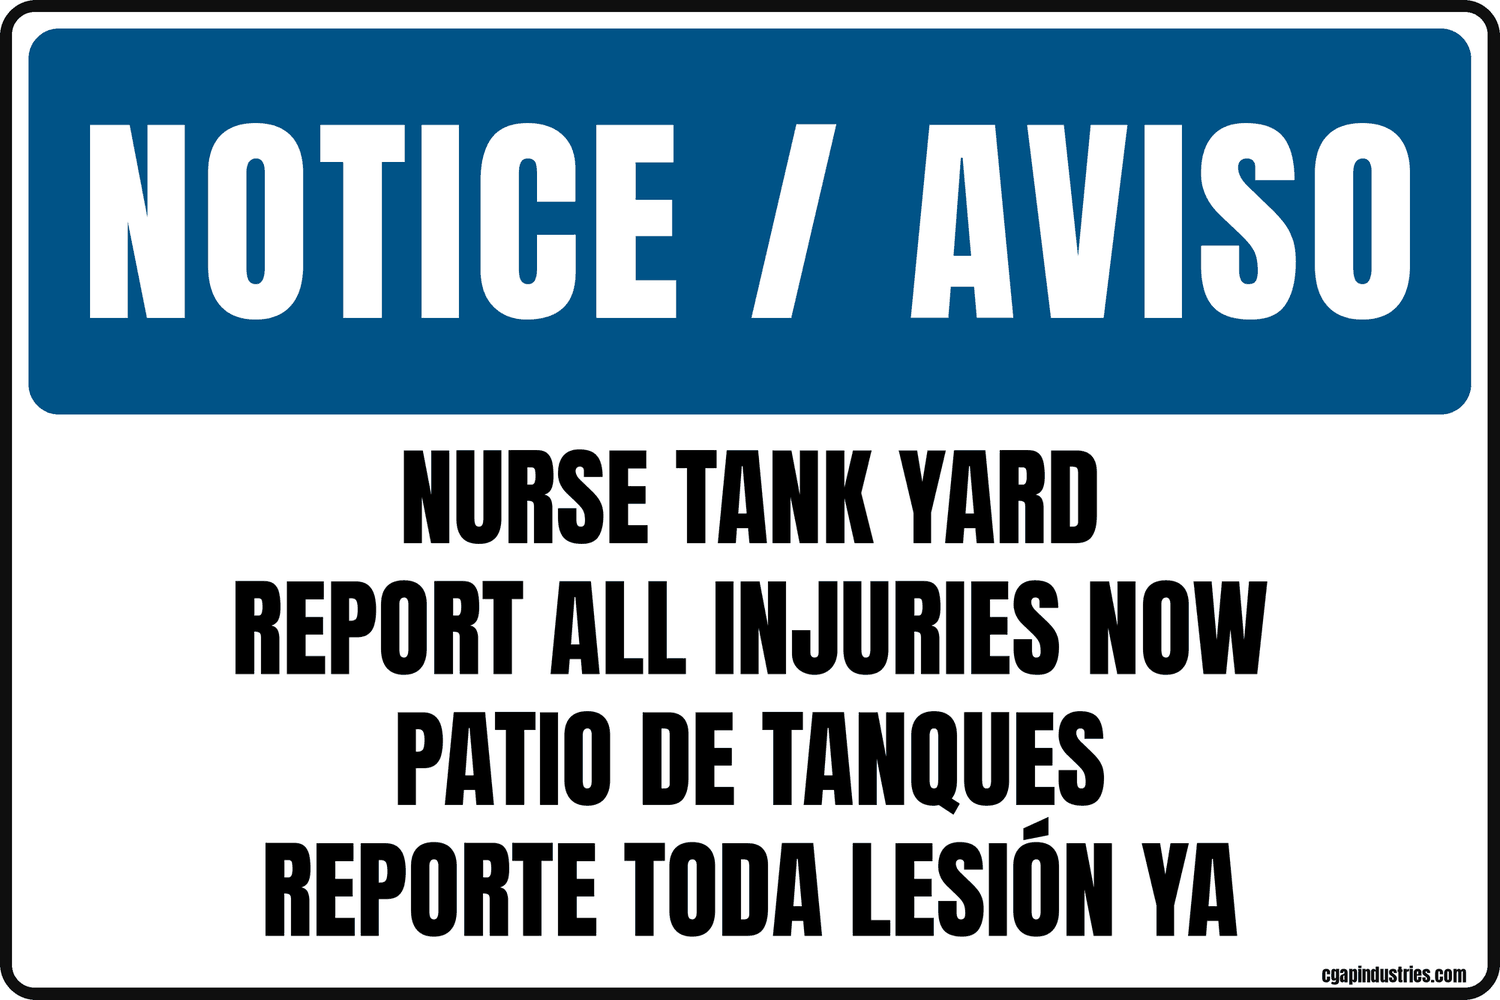 NOTICE / AVISO
NURSE TANK YARD
REPORT ALL INJURIES NOW
PATIO DE TANQUES
REPORTE TODA LESIÓN YA
cgapindustries.com